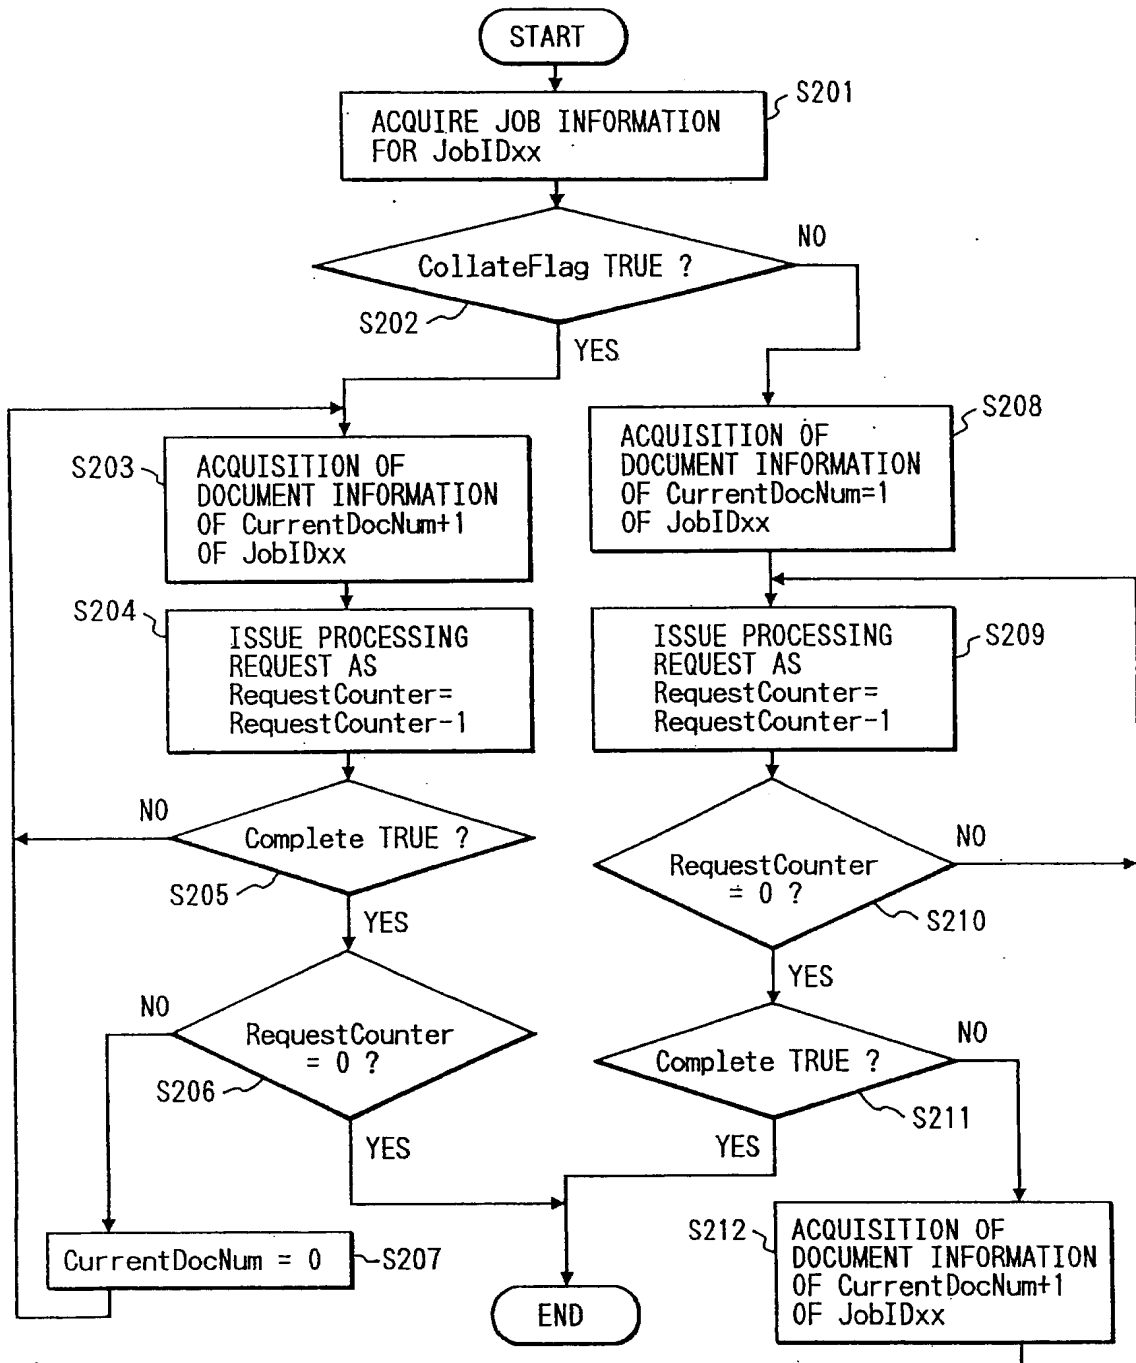 START
S201
ACQUIRE JOB INFORMATION
FOR JobIDxx
NO
CollateFlag TRUE ?
S202
YES
S203
ACQUISITION OF
DOCUMENT INFORMATION
OF CurrentDocNum+1
OF JobIDxx
S208
ACQUISITION OF
DOCUMENT INFORMATION
OF CurrentDocNum=1
OF JobIDxx
S204
ISSUE PROCESSING
REQUEST AS
RequestCounter=
RequestCounter-1
S209
ISSUE PROCESSING
REQUEST AS
RequestCounter=
RequestCounter-1
NO
Complete TRUE ?
S205
YES
NO
RequestCounter
= 0 ?
S210
YES
NO
RequestCounter
= 0 ?
S206
YES
NO
Complete TRUE ?
S211
YES
CurrentDocNum = 0
S207
S212
ACQUISITION OF
DOCUMENT INFORMATION
OF CurrentDocNum+1
OF JobIDxx
END